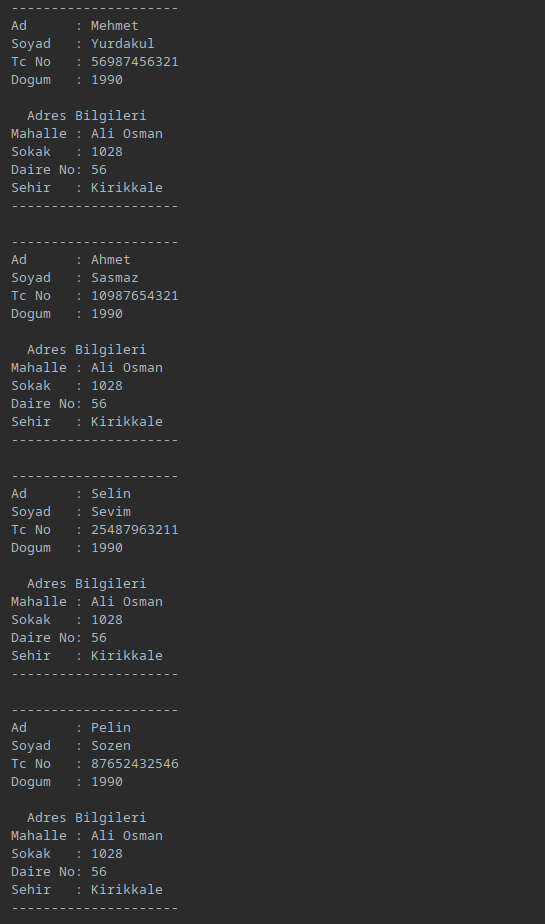 ---------------------
Ad      : Mehmet
Soyad   : Yurdakul
Tc No   : 56987456321
Dogum   : 1990

  Adres Bilgileri
Mahalle : Ali Osman
Sokak   : 1028
Daire No: 56
Sehir   : Kirikkale
---------------------

---------------------
Ad      : Ahmet
Soyad   : Sasmaz
Tc No   : 10987654321
Dogum   : 1990

  Adres Bilgileri
Mahalle : Ali Osman
Sokak   : 1028
Daire No: 56
Sehir   : Kirikkale
---------------------

---------------------
Ad      : Selin
Soyad   : Sevim
Tc No   : 25487963211
Dogum   : 1990

  Adres Bilgileri
Mahalle : Ali Osman
Sokak   : 1028
Daire No: 56
Sehir   : Kirikkale
---------------------

---------------------
Ad      : Pelin
Soyad   : Sozen
Tc No   : 87652432546
Dogum   : 1990

  Adres Bilgileri
Mahalle : Ali Osman
Sokak   : 1028
Daire No: 56
Sehir   : Kirikkale
---------------------